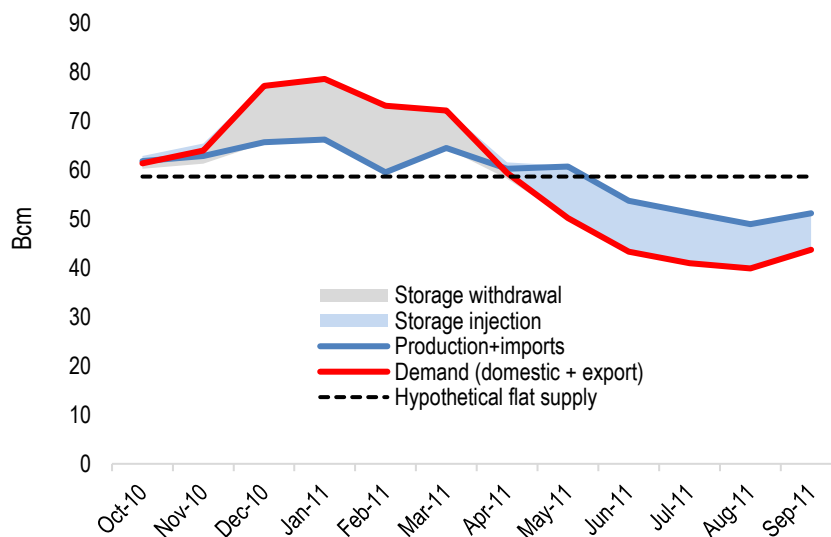 90
80
70
60
50
40
30
20
10
0
Bcm
Storage withdrawal
Storage injection
Production+imports
Demand (domestic + export)
Hypothetical flat supply
Oct-10
Nov-10
Dec-10
Jan-11
Feb-11
Mar-11
Apr-11
May-11
Jun-11
Jul-11
Aug-11
Sep-11